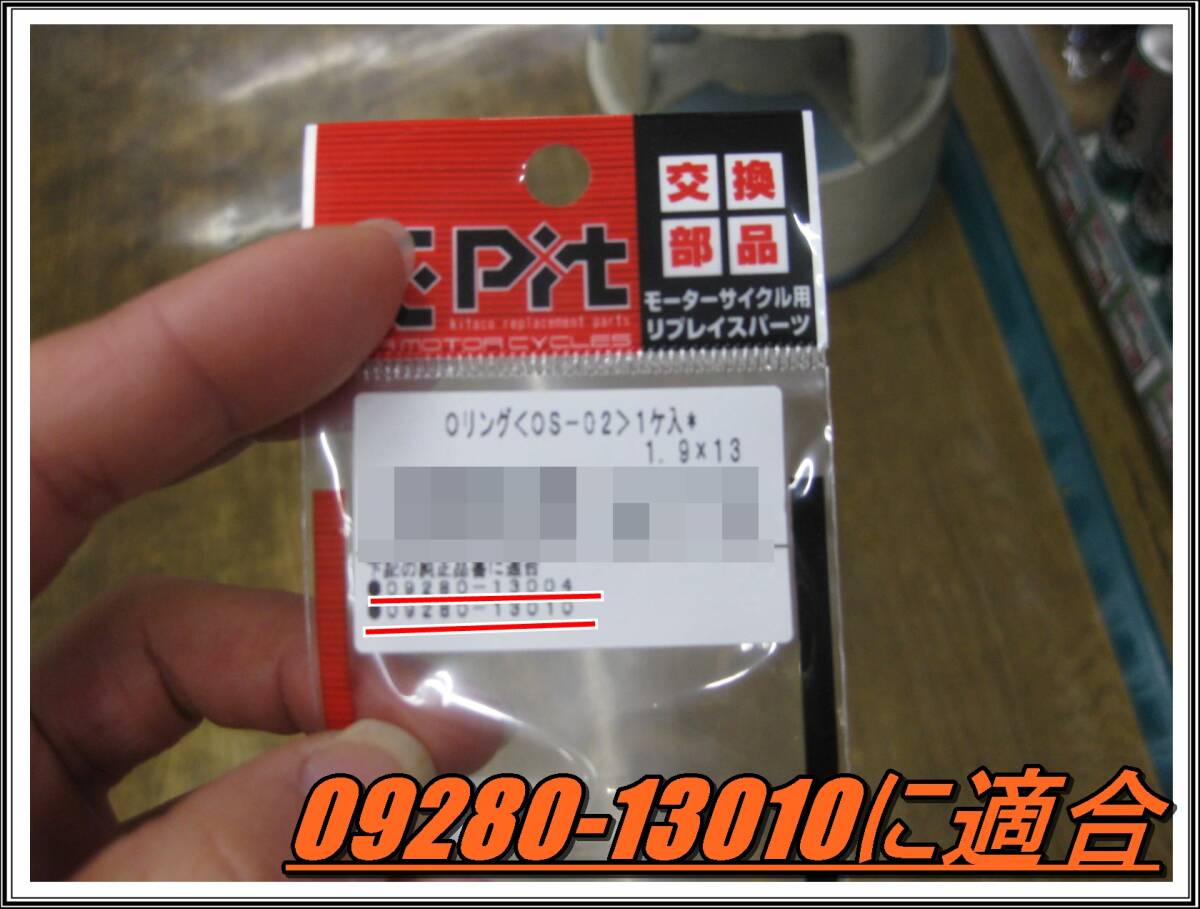 交換
部品
Pit
kitaco replacement parts
MOTOR CYCLES
モーターサイクル用
リプレイスパーツ
Oリング<OS-02>1ケ入*
1.9×13
下記の純正品番に適合
●09280-13004
●09280-13010
09280-13010に適合